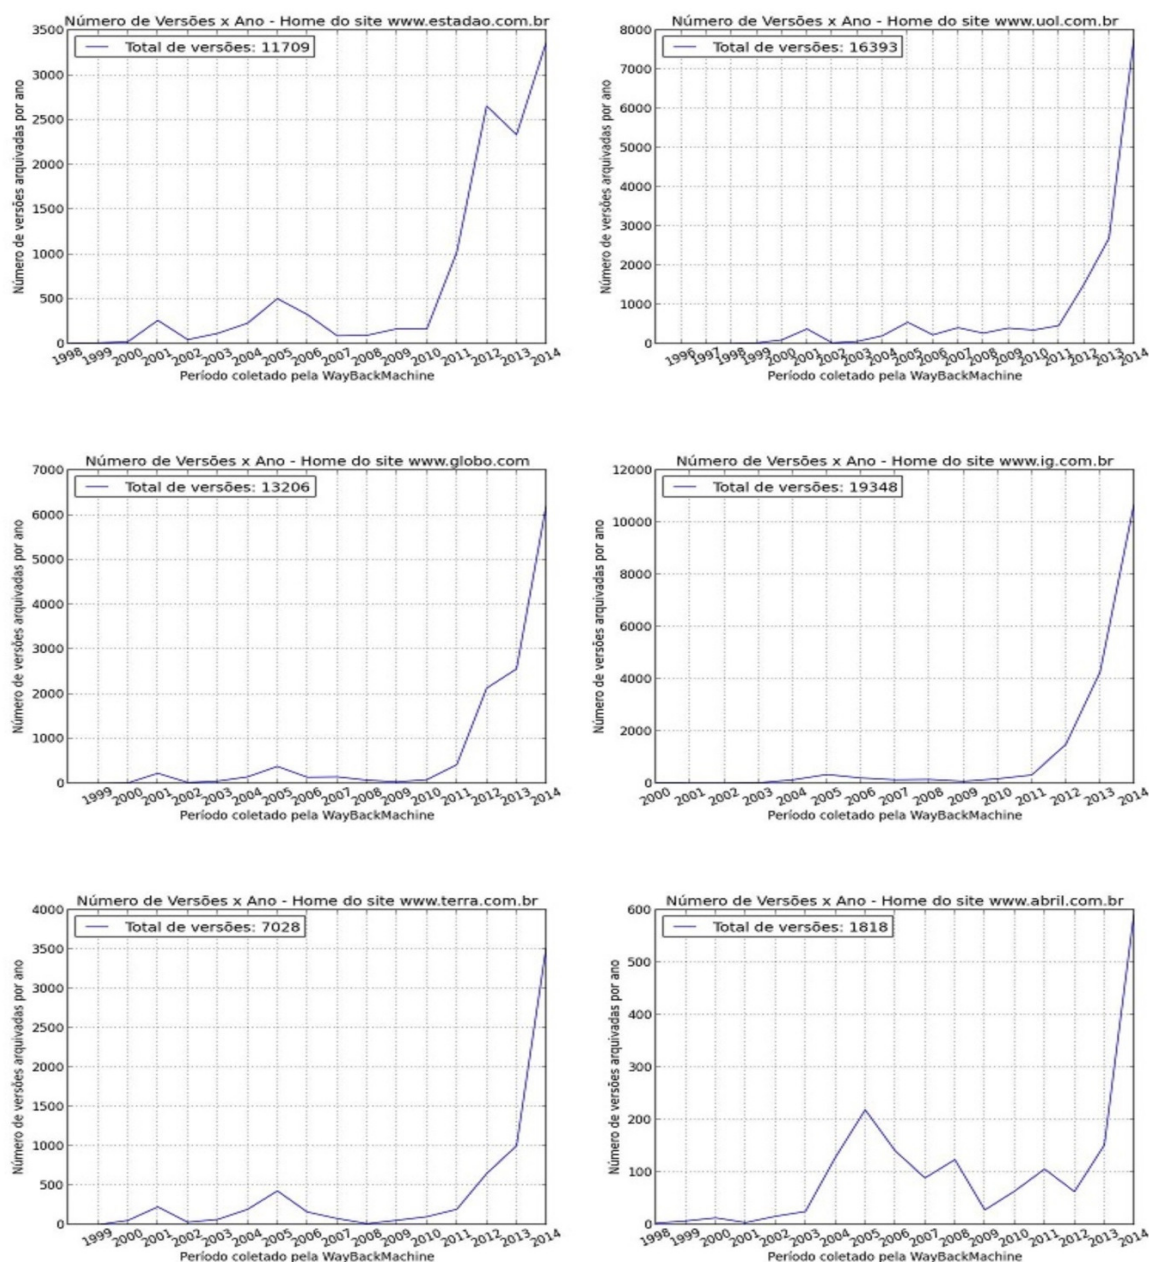 Número de Versões x Ano - Home do site www.estadao.com.br
Total de versões: 11709
Número de versões arquivadas por ano
3500
3000
2500
2000
1500
1000
500
0
1998 1999 2000 2001 2002 2003 2004 2005 2006 2007 2008 2009 2010 2011 2012 2013 2014
Período coletado pela WayBackMachine
Número de Versões x Ano - Home do site www.uol.com.br
Total de versões: 16393
Número de versões arquivadas por ano
8000
7000
6000
5000
4000
3000
2000
1000
0
1996 1997 1998 1999 2000 2001 2002 2003 2004 2005 2006 2007 2008 2009 2010 2011 2012 2013 2014
Período coletado pela WayBackMachine
Número de Versões x Ano - Home do site www.globo.com
Total de versões: 13206
Número de versões arquivadas por ano
7000
6000
5000
4000
3000
2000
1000
0
1999 2000 2001 2002 2003 2004 2005 2006 2007 2008 2009 2010 2011 2012 2013 2014
Período coletado pela WayBackMachine
Número de Versões x Ano - Home do site www.ig.com.br
Total de versões: 19348
Número de versões arquivadas por ano
12000
10000
8000
6000
4000
2000
0
2000 2001 2002 2003 2004 2005 2006 2007 2008 2009 2010 2011 2012 2013 2014
Período coletado pela WayBackMachine
Número de Versões x Ano - Home do site www.terra.com.br
Total de versões: 7028
Número de versões arquivadas por ano
4000
3500
3000
2500
2000
1500
1000
500
0
1999 2000 2001 2002 2003 2004 2005 2006 2007 2008 2009 2010 2011 2012 2013 2014
Período coletado pela WayBackMachine
Número de Versões x Ano - Home do site www.abril.com.br
Total de versões: 1818
Número de versões arquivadas por ano
600
500
400
300
200
100
0
1998 1999 2000 2001 2002 2003 2004 2005 2006 2007 2008 2009 2010 2011 2012 2013 2014
Período coletado pela WayBackMachine